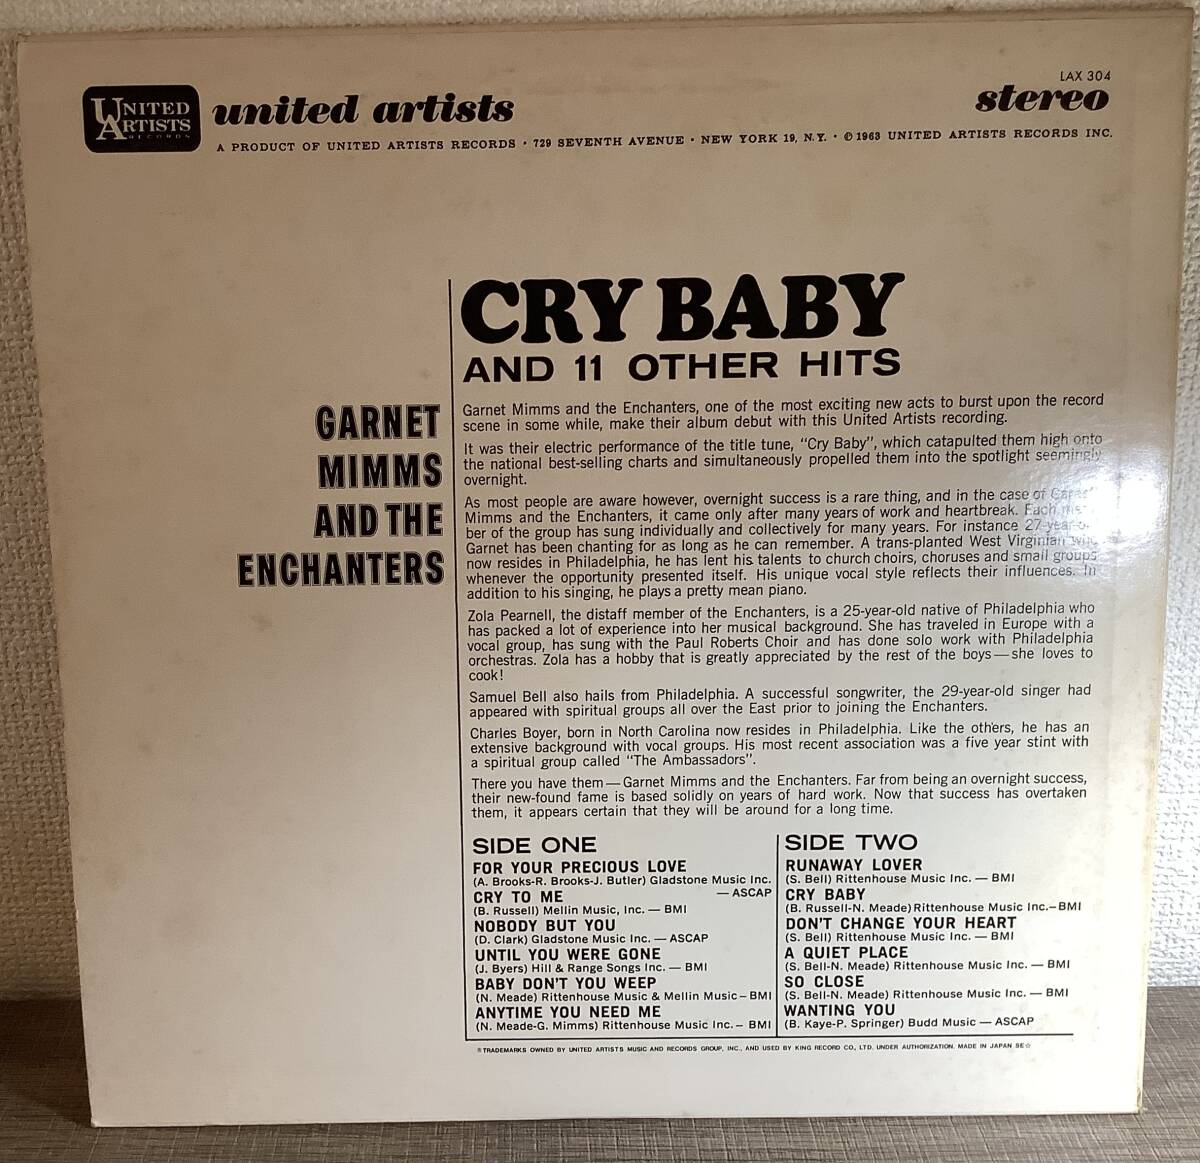 LAX 304
UNITED ARTISTS RECORDS
united artists
stereo
A PRODUCT OF UNITED ARTISTS RECORDS • 729 SEVENTH AVENUE • NEW YORK 19, N.Y. • ©1963 UNITED ARTISTS RECORDS INC.
CRY BABY
AND 11 OTHER HITS
GARNET
MIMMS
AND THE
ENCHANTERS
Garnet Mimms and the Enchanters, one of the most exciting new acts to burst upon the record
scene in some while, make their album debut with this United Artists recording.
It was their electric performance of the title tune, “Cry Baby”, which catapulted them high onto
the national best-selling charts and simultaneously propelled them into the spotlight seemingly
overnight.
As most people are aware however, overnight success is a rare thing, and in the case of Garnet
Mimms and the Enchanters, it came only after many years of work and heartbreak. Each mem-
ber of the group has sung individually and collectively for many years. For instance 27-year-old
Garnet has been chanting for as long as he can remember. A trans-planted West Virginian who
now resides in Philadelphia, he has lent his talents to church choirs, choruses and small groups
whenever the opportunity presented itself. His unique vocal style reflects their influences. In
addition to his singing, he plays a pretty mean piano.
Zola Pearnell, the distaff member of the Enchanters, is a 25-year-old native of Philadelphia who
has packed a lot of experience into her musical background. She has traveled in Europe with a
vocal group, has sung with the Paul Roberts Choir and has done solo work with Philadelphia
orchestras. Zola has a hobby that is greatly appreciated by the rest of the boys—she loves to
cook!
Samuel Bell also hails from Philadelphia. A successful songwriter, the 29-year-old singer had
appeared with spiritual groups all over the East prior to joining the Enchanters.
Charles Boyer, born in North Carolina now resides in Philadelphia. Like the others, he has an
extensive background with vocal groups. His most recent association was a five year stint with
a spiritual group called “The Ambassadors”.
There you have them—Garnet Mimms and the Enchanters. Far from being an overnight success,
their new-found fame is based solidly on years of hard work. Now that success has overtaken
them, it appears certain that they will be around for a long time.
SIDE ONE
FOR YOUR PRECIOUS LOVE
(A. Brooks-R. Brooks-J. Butler) Gladstone Music Inc.
— ASCAP
CRY TO ME
(B. Russell) Mellin Music, Inc. — BMI
NOBODY BUT YOU
(D. Clark) Gladstone Music Inc. — ASCAP
UNTIL YOU WERE GONE
(J. Byers) Hill & Range Songs Inc. — BMI
BABY DON'T YOU WEEP
(N. Meade) Rittenhouse Music & Mellin Music—BMI
ANYTIME YOU NEED ME
(N. Meade-G. Mimms) Rittenhouse Music Inc.— BMI
SIDE TWO
RUNAWAY LOVER
(S. Bell) Rittenhouse Music Inc. — BMI
CRY BABY
(B. Russell-N. Meade) Rittenhouse Music Inc.—BMI
DON'T CHANGE YOUR HEART
(S. Bell) Rittenhouse Music Inc. — BMI
A QUIET PLACE
(S. Bell-N. Meade) Rittenhouse Music Inc. — BMI
SO CLOSE
(S. Bell-N. Meade) Rittenhouse Music Inc. — BMI
WANTING YOU
(B. Kaye-P. Springer) Budd Music — ASCAP
®TRADEMARKS OWNED BY UNITED ARTISTS MUSIC AND RECORDS GROUP, INC., AND USED BY KING RECORD CO., LTD. UNDER AUTHORIZATION. MADE IN JAPAN SE☆